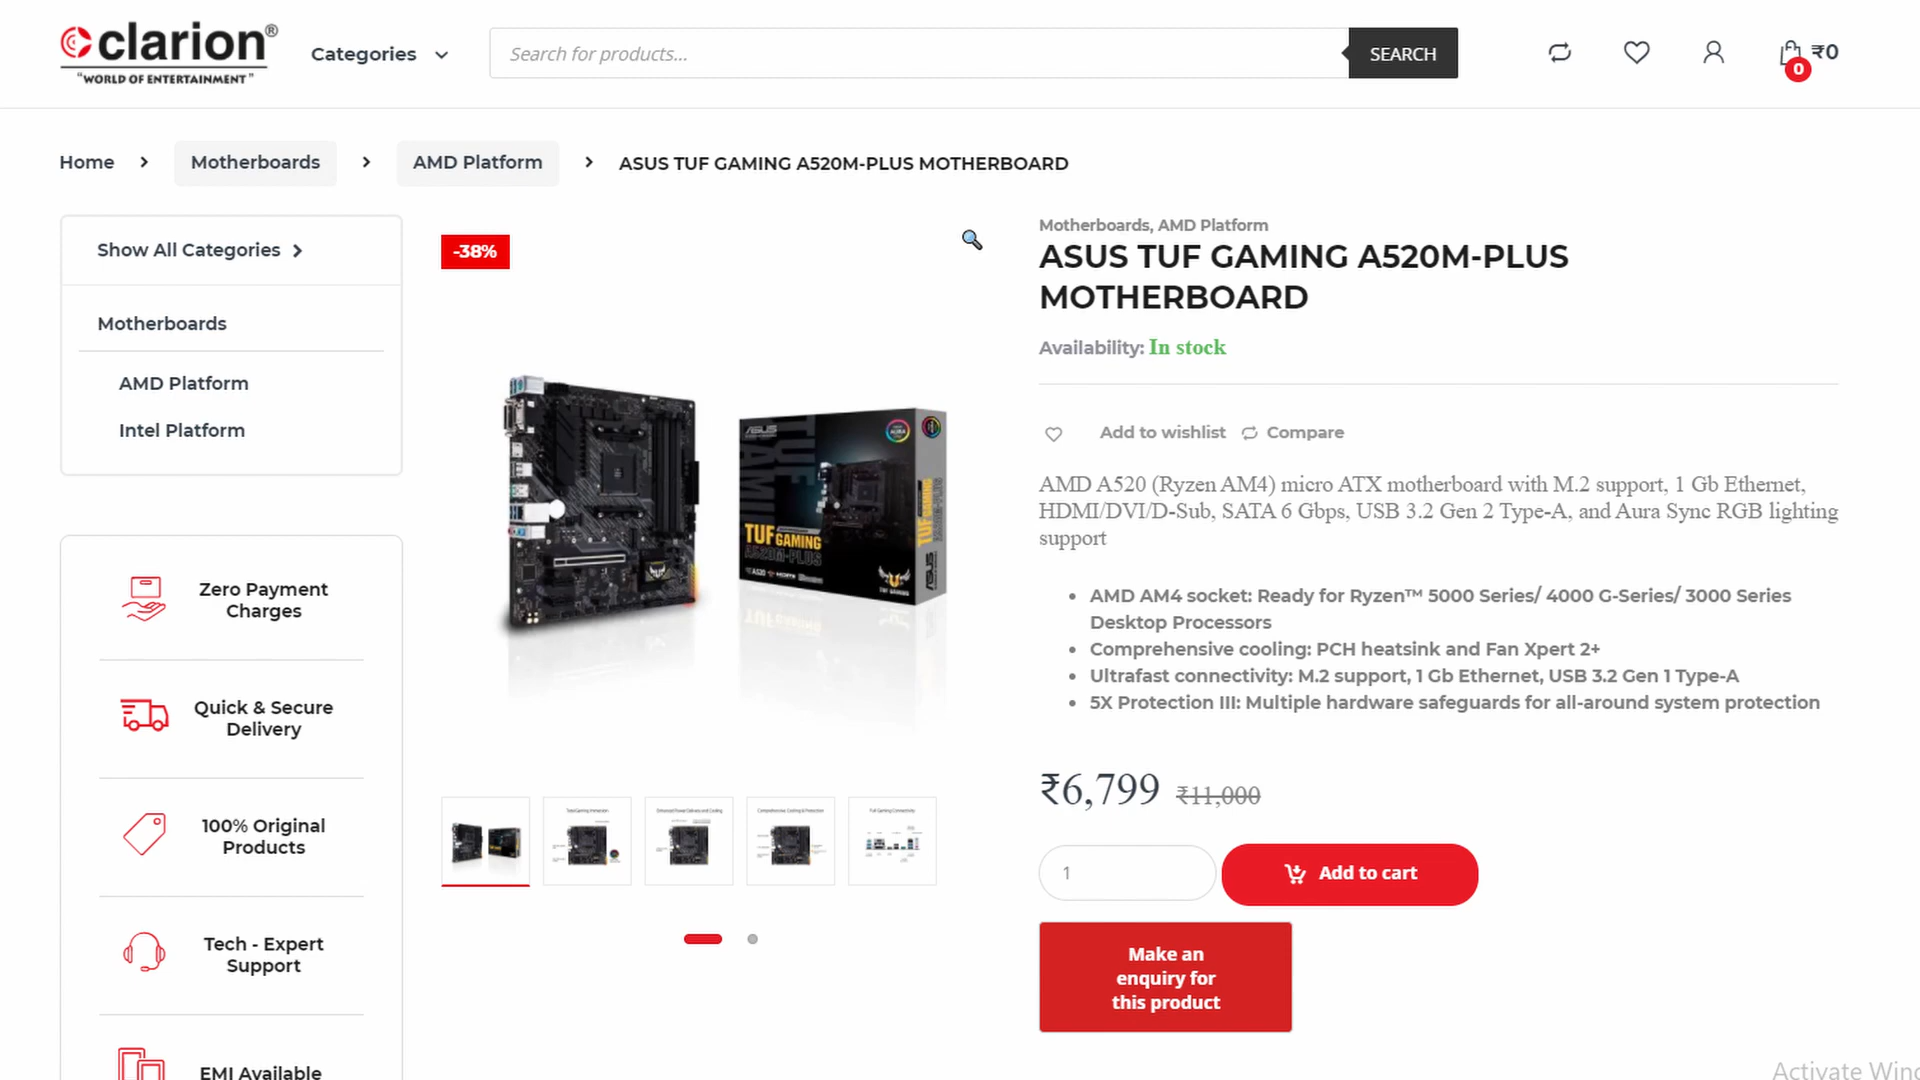 clarion®
"WORLD OF ENTERTAINMENT"
Categories
Search for products...
SEARCH
₹0
0
Home
Motherboards
AMD Platform
ASUS TUF GAMING A520M-PLUS MOTHERBOARD
Show All Categories
Motherboards
AMD Platform
Intel Platform
Zero Payment
Charges
Quick & Secure
Delivery
100% Original
Products
Tech - Expert
Support
EMI Available
-38%
ASUS
TUF GAMING
A520M-PLUS
TUF GAMING
ASUS
Motherboards, AMD Platform
ASUS TUF GAMING A520M-PLUS
MOTHERBOARD
Availability: In stock
Add to wishlist
Compare
AMD A520 (Ryzen AM4) micro ATX motherboard with M.2 support, 1 Gb Ethernet,
HDMI/DVI/D-Sub, SATA 6 Gbps, USB 3.2 Gen 2 Type-A, and Aura Sync RGB lighting
support
• AMD AM4 socket: Ready for Ryzen™ 5000 Series/ 4000 G-Series/ 3000 Series
Desktop Processors
• Comprehensive cooling: PCH heatsink and Fan Xpert 2+
• Ultrafast connectivity: M.2 support, 1 Gb Ethernet, USB 3.2 Gen 1 Type-A
• 5X Protection III: Multiple hardware safeguards for all-around system protection
₹6,799 ₹11,000
1
Add to cart
Make an
enquiry for
this product
Activate Wind